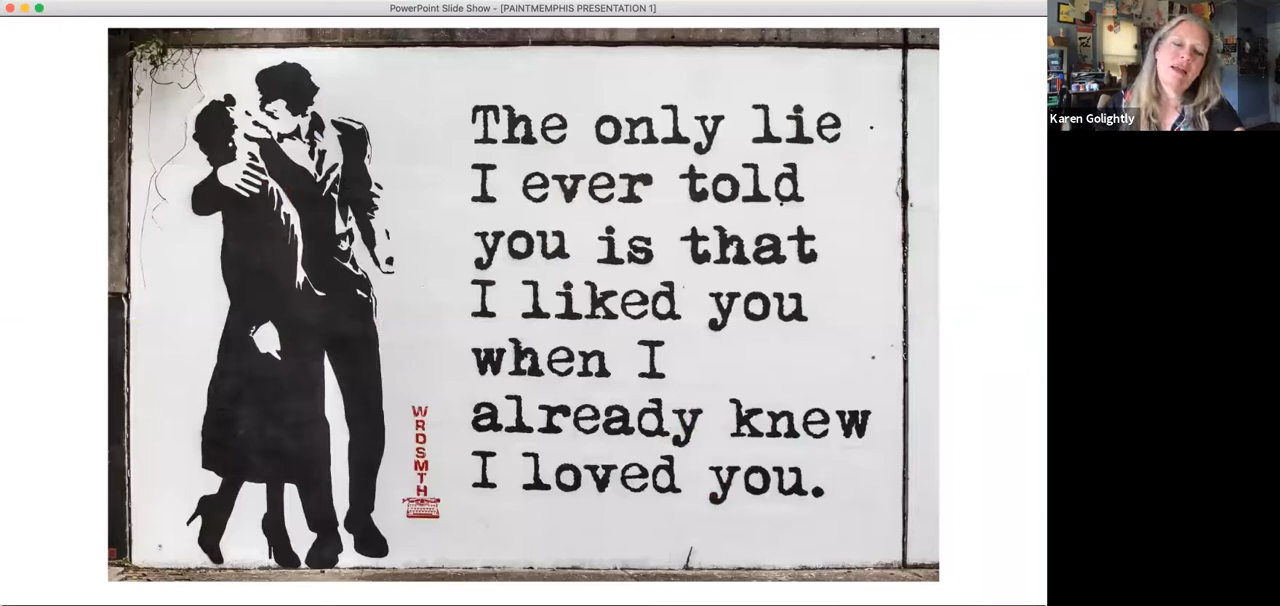 PowerPoint Slide Show - [PAINTMEMPHIS PRESENTATION 1]
Karen Golightly
The only lie
I ever told
you is that
I liked you
when I
already knew
I loved you.
WRDSMTH